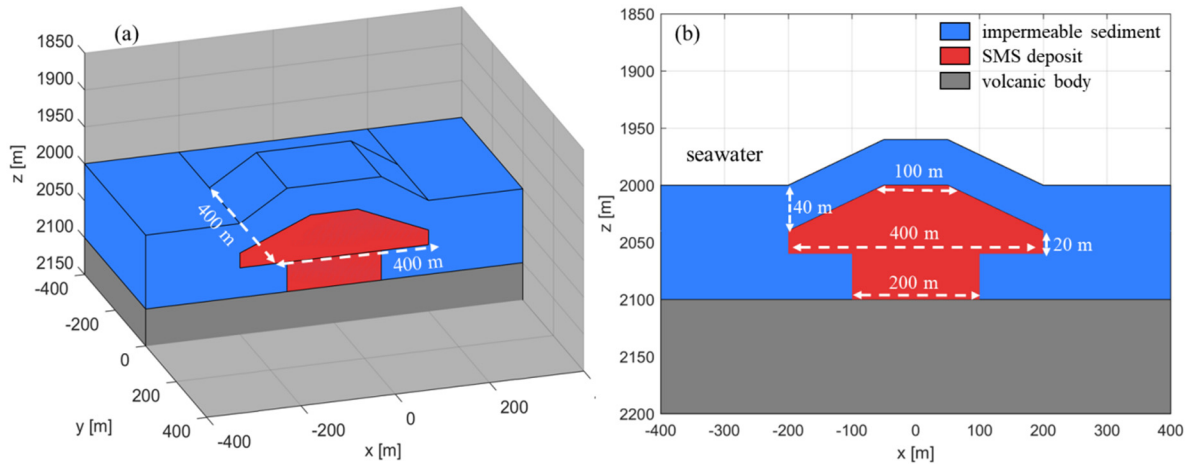 (a)
1850
1900
1950
2000
2050
2100
2150
-400
-200
0
200
400
-400
-200
0
200
z [m]
y [m]
x [m]
400 m
400 m
(b)
1850
1900
1950
2000
2050
2100
2150
2200
-400
-300
-200
-100
0
100
200
300
400
z [m]
x [m]
impermeable sediment
SMS deposit
volcanic body
seawater
100 m
40 m
400 m
20 m
200 m